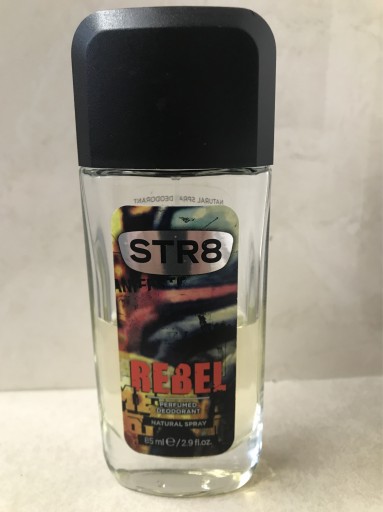 NATURAL SPRAY DEODORANT
STR8
REBEL
PERFUMED
DEODORANT
NATURAL SPRAY
85 ml e / 2.9 fl.oz.